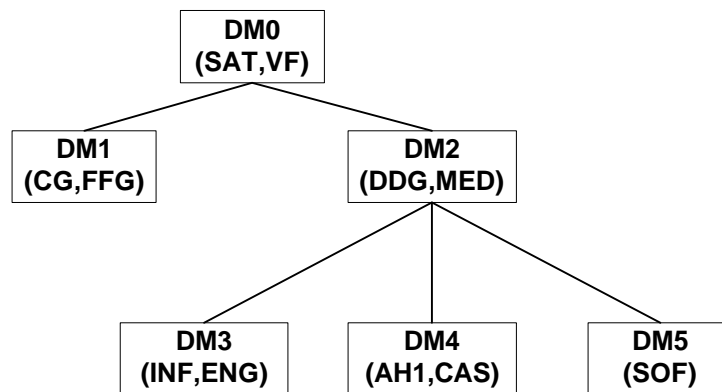 DM0
(SAT,VF)
DM1
(CG,FFG)
DM2
(DDG,MED)
DM3
(INF,ENG)
DM4
(AH1,CAS)
DM5
(SOF)